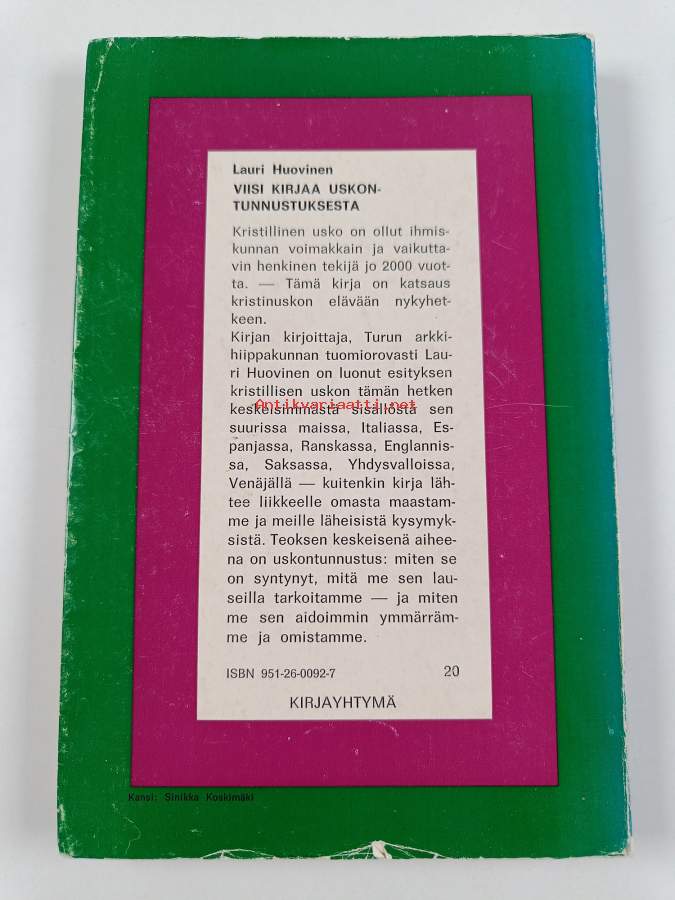 Lauri Huovinen
VIISI KIRJAA USKON-
TUNNUSTUKSESTA
Kristillinen usko on ollut ihmis-
kunnan voimakkain ja vaikutta-
vin henkinen tekijä jo 2000 vuot-
ta. — Tämä kirja on katsaus
kristinuskon elävään nykyhet-
keen.
Kirjan kirjoittaja, Turun arkki-
hiippakunnan tuomiorovasti Lau-
ri Huovinen on luonut esityksen
kristillisen uskon tämän hetken
keskeisimmästä sisällöstä sen
Antikvariaatti.net
suurissa maissa, Italiassa, Es-
panjassa, Ranskassa, Englannis-
sa, Saksassa, Yhdysvalloissa,
Venäjällä — kuitenkin kirja läh-
tee liikkeelle omasta maastam-
me ja meille läheisistä kysymyk-
sistä. Teoksen keskeisenä aihee-
na on uskontunnustus: miten se
on syntynyt, mitä me sen lau-
seilla tarkoitamme — ja miten
me sen aidoimmin ymmärräm-
me ja omistamme.
ISBN 951-26-0092-7 20
KIRJAYHTYMÄ
Kansi: Sinikka Koskimäki